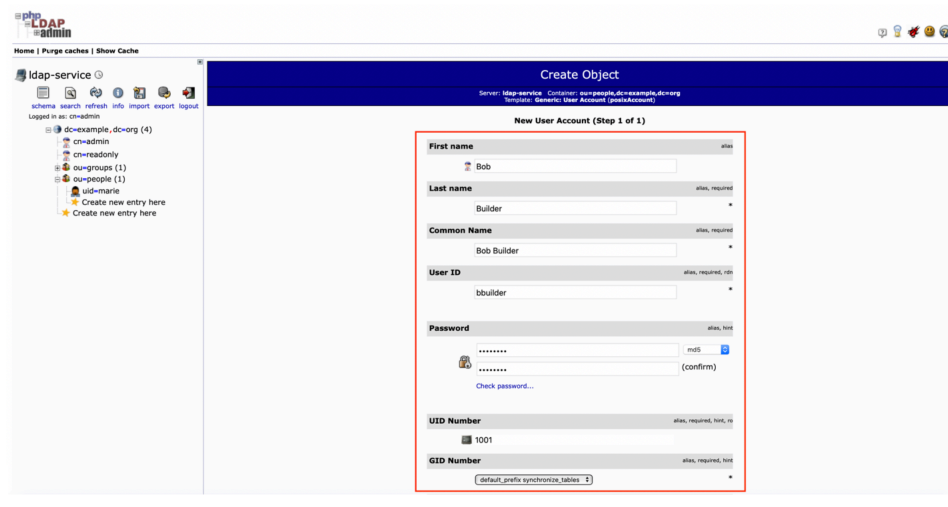 php
LDAP
admin
Home | Purge caches | Show Cache
ldap-service
schema search refresh info import export logout
Logged in as: cn=admin
dc=example,dc=org (4)
cn=admin
cn=readonly
ou=groups (1)
ou=people (1)
uid=marie
Create new entry here
Create new entry here
Create Object
Server: ldap-service Container: ou=people,dc=example,dc=org
Template: Generic: User Account (posixAccount)
New User Account (Step 1 of 1)
First name alias
Bob
Last name alias, required
Builder *
Common Name alias, required
Bob Builder *
User ID alias, required, rdn
bbuilder *
Password alias, hint
•••••••• md5
•••••••• (confirm)
Check password...
UID Number alias, required, hint, ro
1001
GID Number alias, required, hint
default_prefix synchronize_tables *